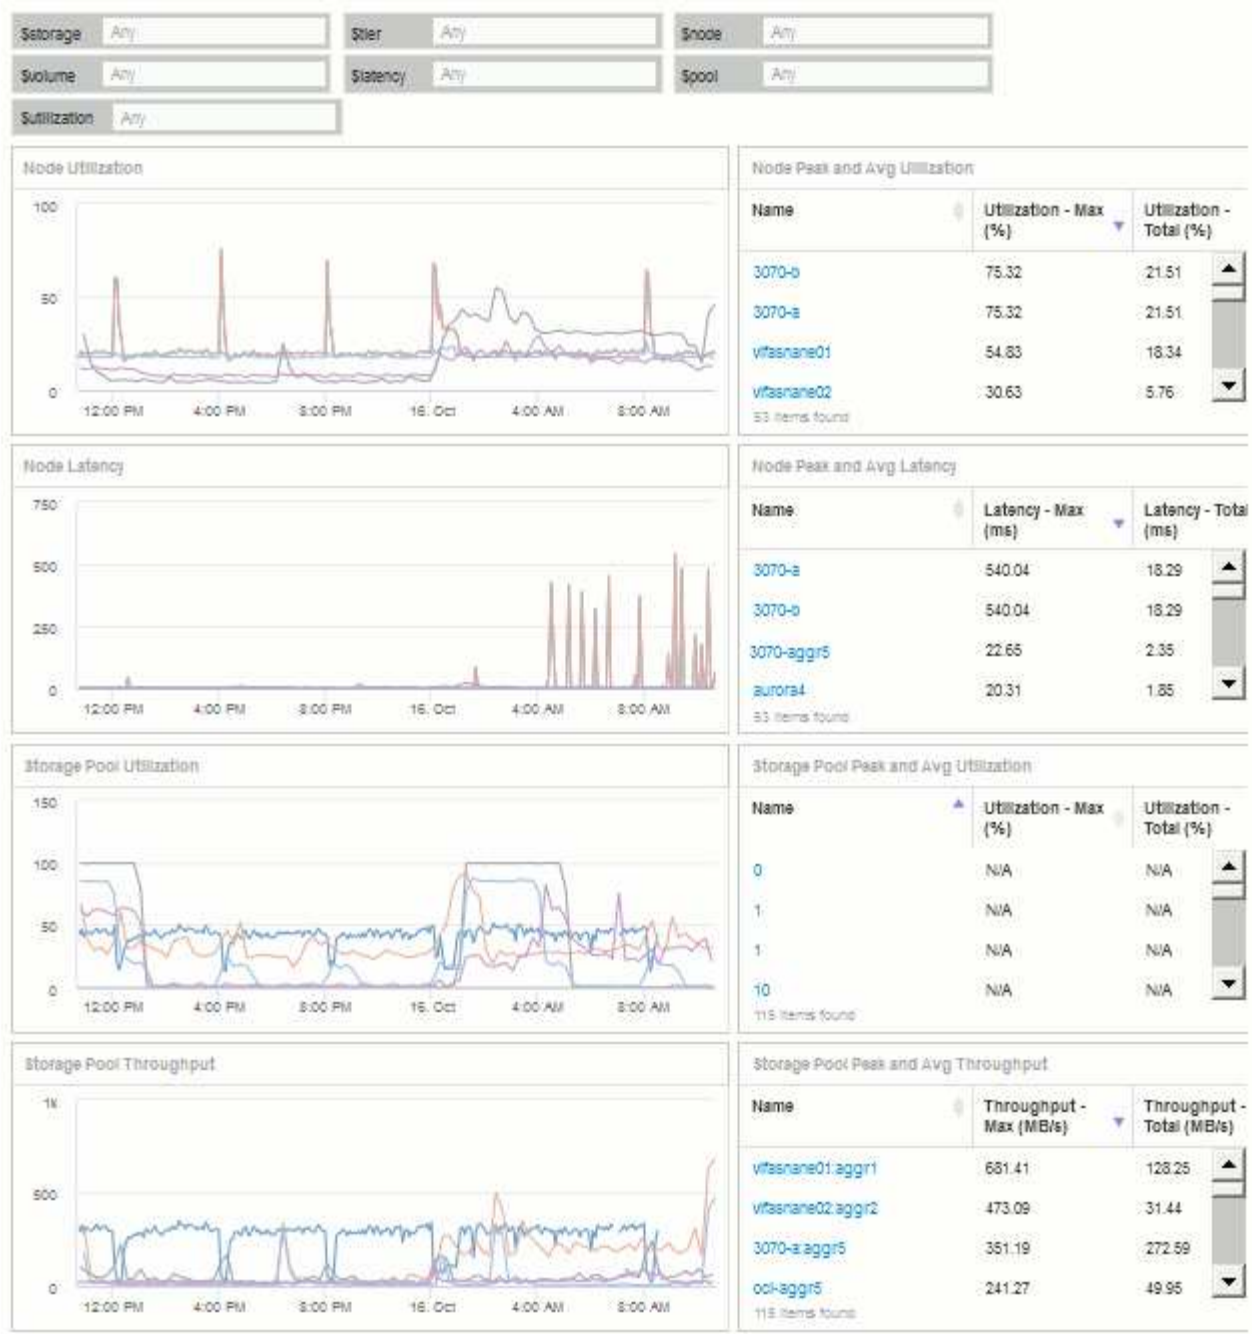 $storage Any $tier Any $node Any
$volume Any $latency Any $pool Any
$utilization Any
Node Utilization
100
50
0
12:00 PM 4:00 PM 8:00 PM 16. Oct 4:00 AM 8:00 AM
Node Peak and Avg Utilization
Name Utilization - Max (%) Utilization - Total (%)
3070-b 75.32 21.51
3070-a 75.32 21.51
vifasnane01 54.83 18.34
vifasnane02 30.63 5.76
53 items found
Node Latency
750
500
250
0
12:00 PM 4:00 PM 8:00 PM 16. Oct 4:00 AM 8:00 AM
Node Peak and Avg Latency
Name Latency - Max (ms) Latency - Total (ms)
3070-a 540.04 18.29
3070-b 540.04 18.29
3070-aggr5 22.65 2.35
aurora4 20.31 1.85
53 items found
Storage Pool Utilization
150
100
50
0
12:00 PM 4:00 PM 8:00 PM 16. Oct 4:00 AM 8:00 AM
Storage Pool Peak and Avg Utilization
Name Utilization - Max (%) Utilization - Total (%)
0 N/A N/A
1 N/A N/A
1 N/A N/A
10 N/A N/A
115 items found
Storage Pool Throughput
1k
500
0
12:00 PM 4:00 PM 8:00 PM 16. Oct 4:00 AM 8:00 AM
Storage Pool Peak and Avg Throughput
Name Throughput - Max (MB/s) Throughput - Total (MB/s)
vifasnane01:aggr1 681.41 128.25
vifasnane02:aggr2 473.09 31.44
3070-a:aggr5 351.19 272.59
oci-aggr5 241.27 49.95
115 items found